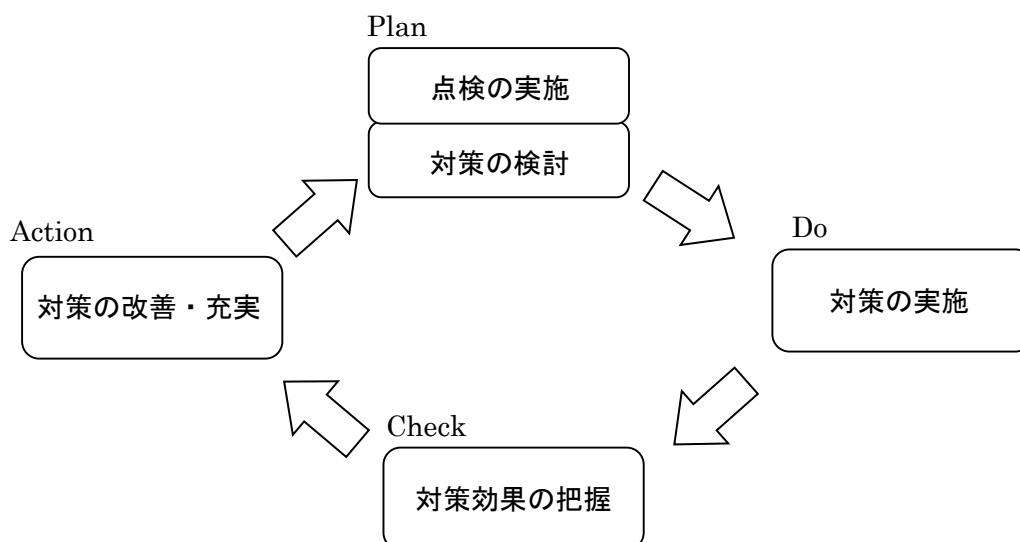 Plan
点検の実施
対策の検討
Do
対策の実施
Check
対策効果の把握
Action
対策の改善・充実